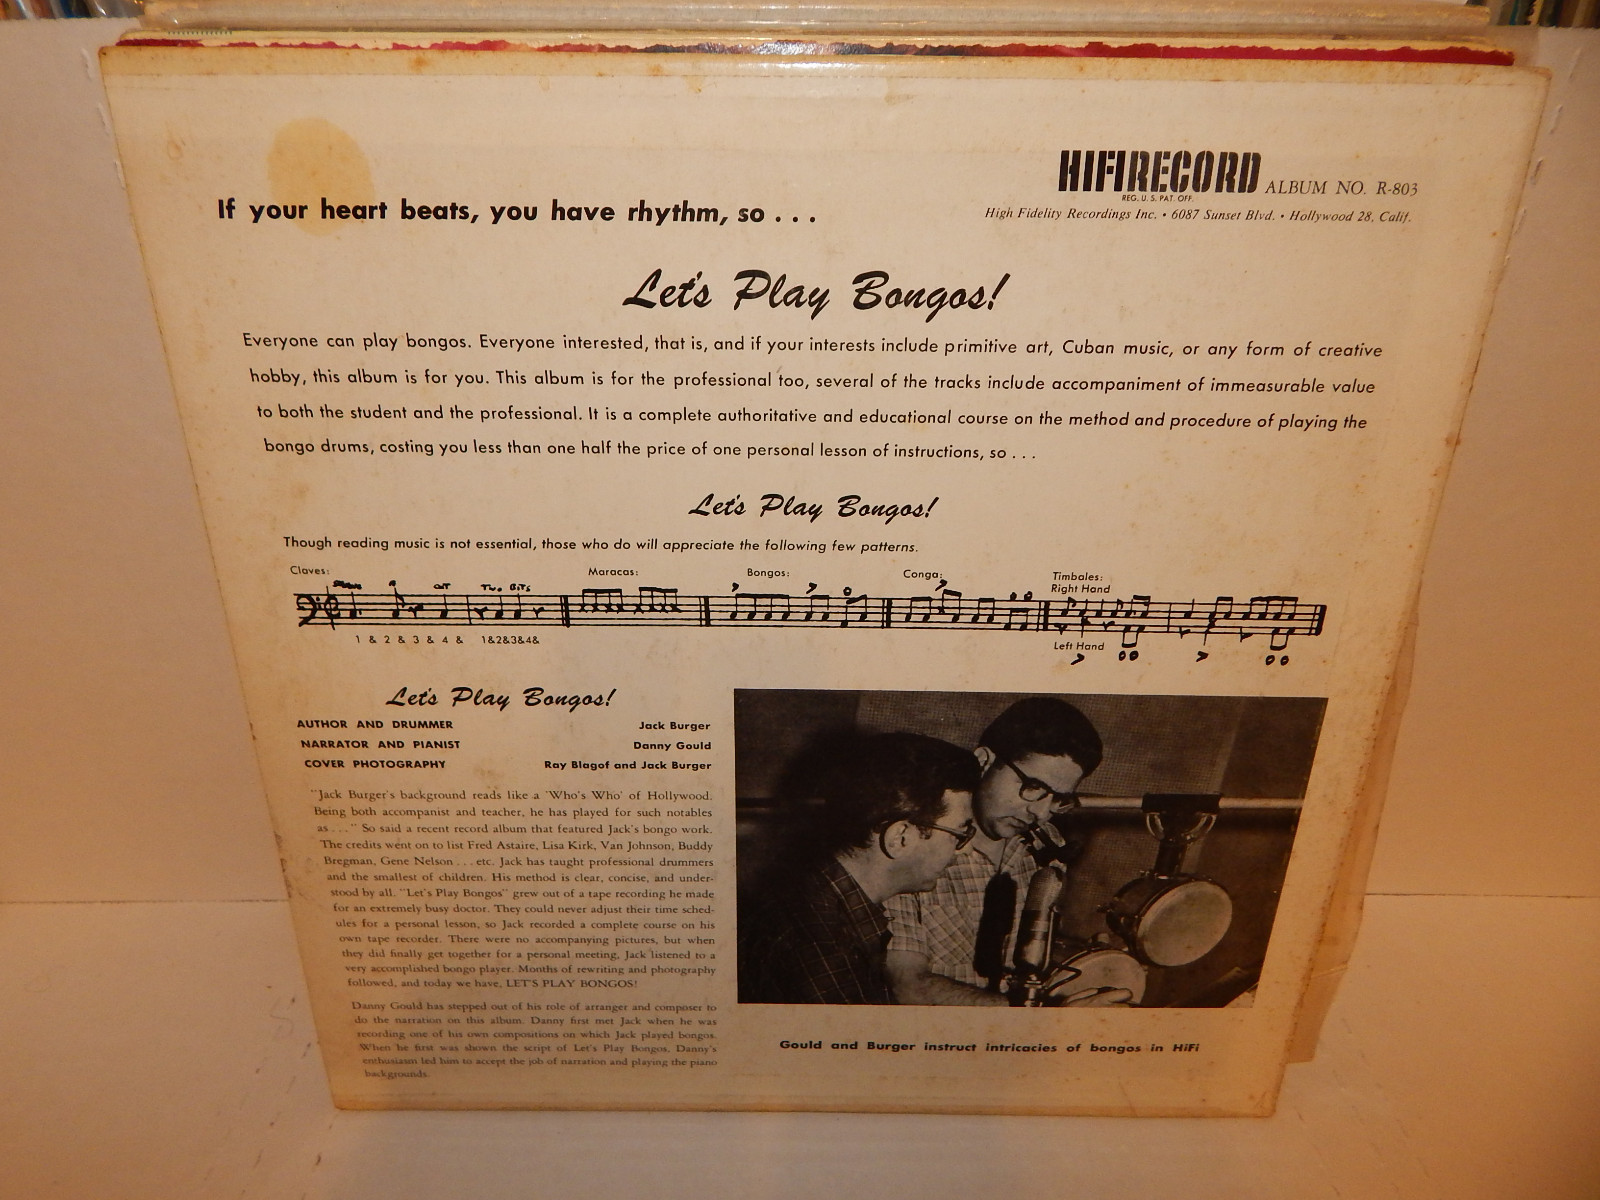 HIFIRECORD ALBUM NO. R-803
REG. U. S. PAT. OFF.
High Fidelity Recordings Inc. • 6087 Sunset Blvd. • Hollywood 28, Calif.
If your heart beats, you have rhythm, so . . .
Let's Play Bongos!
Everyone can play bongos. Everyone interested, that is, and if your interests include primitive art, Cuban music, or any form of creative
hobby, this album is for you. This album is for the professional too, several of the tracks include accompaniment of immeasurable value
to both the student and the professional. It is a complete authoritative and educational course on the method and procedure of playing the
bongo drums, costing you less than one half the price of one personal lesson of instructions, so . . .
Let's Play Bongos!
Though reading music is not essential, those who do will appreciate the following few patterns.
Claves: Maracas: Bongos: Conga: Timbales:
Right Hand
CUT TWO BITS
1 & 2 & 3 & 4 & 1&2&3&4&
Left Hand
Let's Play Bongos!
AUTHOR AND DRUMMER Jack Burger
NARRATOR AND PIANIST Danny Gould
COVER PHOTOGRAPHY Ray Blagof and Jack Burger
"Jack Burger's background reads like a 'Who's Who' of Hollywood.
Being both accompanist and teacher, he has played for such notables
as . . . " So said a recent record album that featured Jack's bongo work.
The credits went on to list Fred Astaire, Lisa Kirk, Van Johnson, Buddy
Bregman, Gene Nelson . . . etc. Jack has taught professional drummers
and the smallest of children. His method is clear, concise, and under-
stood by all. "Let's Play Bongos" grew out of a tape recording he made
for an extremely busy doctor. They could never adjust their time sched-
ules for a personal lesson, so Jack recorded a complete course on his
own tape recorder. There were no accompanying pictures, but when
they did finally get together for a personal meeting, Jack listened to a
very accomplished bongo player. Months of rewriting and photography
followed, and today we have, LET'S PLAY BONGOS!
Danny Gould has stepped out of his role of arranger and composer to
do the narration on this album. Danny first met Jack when he was
recording one of his own compositions on which Jack played bongos.
When he first was shown the script of Let's Play Bongos, Danny's
enthusiasm led him to accept the job of narration and playing the piano
backgrounds.
Gould and Burger instruct intricacies of bongos in HiFi